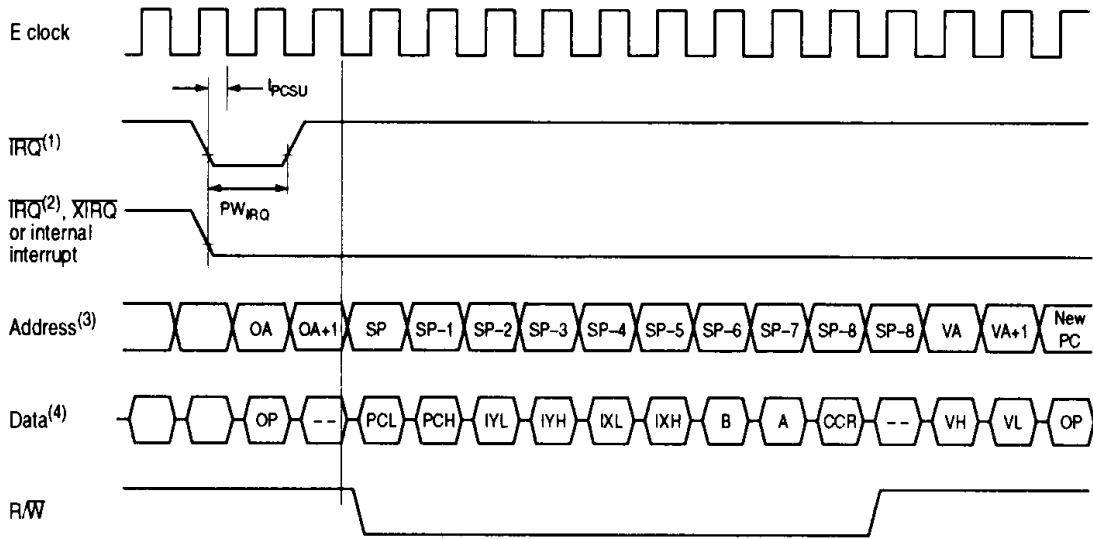 E clock
tPCSU
IRQ(1)
PWIRQ
IRQ(2), XIRQ
or internal
interrupt
Address(3)
OA OA+1 SP SP–1 SP–2 SP–3 SP–4 SP–5 SP–6 SP–7 SP–8 SP–8 VA VA+1 New PC
Data(4)
OP –– PCL PCH IYL IYH IXL IXH B A CCR –– VH VL OP
R/W